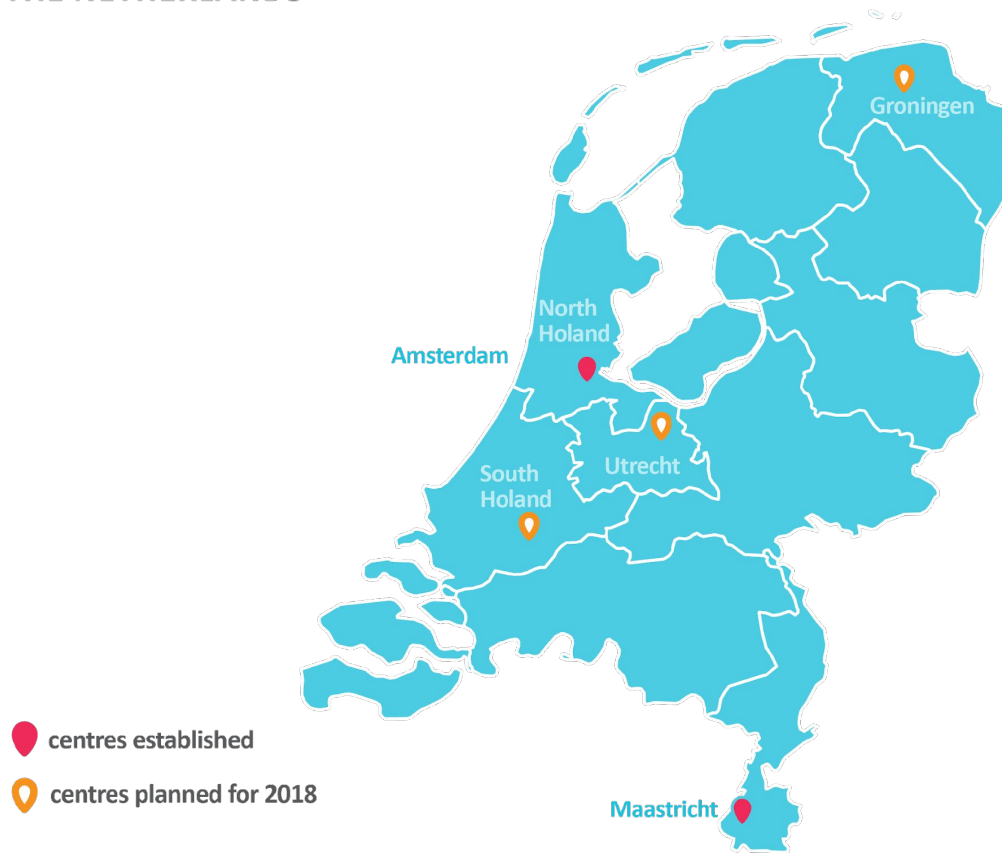 Groningen
North
Holand
Amsterdam
Utrecht
South
Holand
centres established
centres planned for 2018
Maastricht